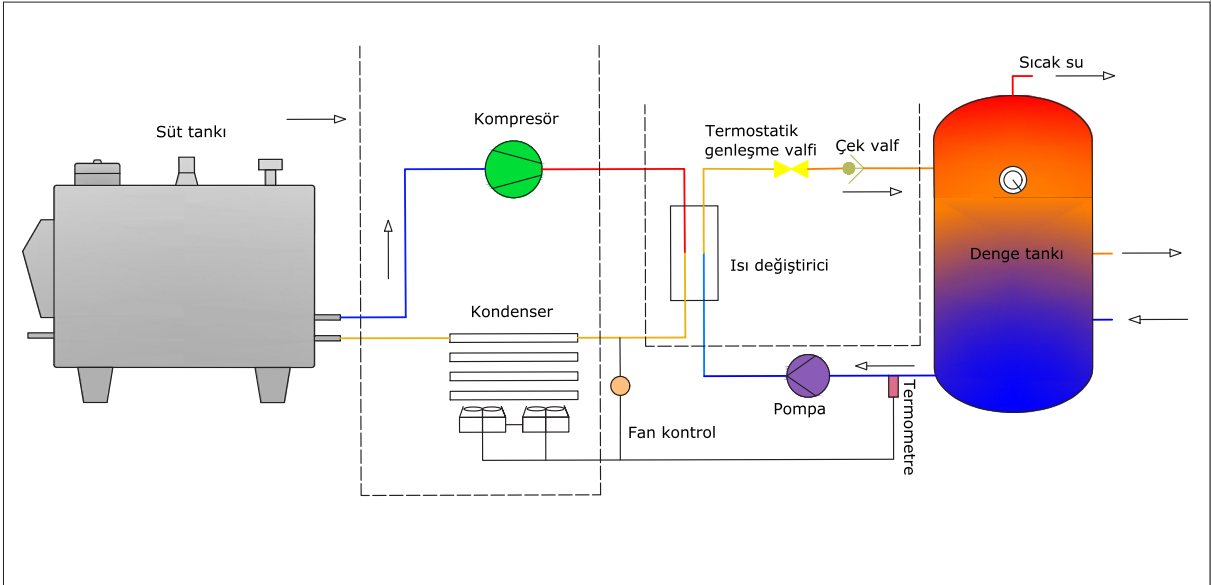 Sıcak su
Süt tankı
Kompresör
Termostatik
genleşme valfi
Çek valf
Isı değiştirici
Denge tankı
Kondenser
Pompa
Termometre
Fan kontrol